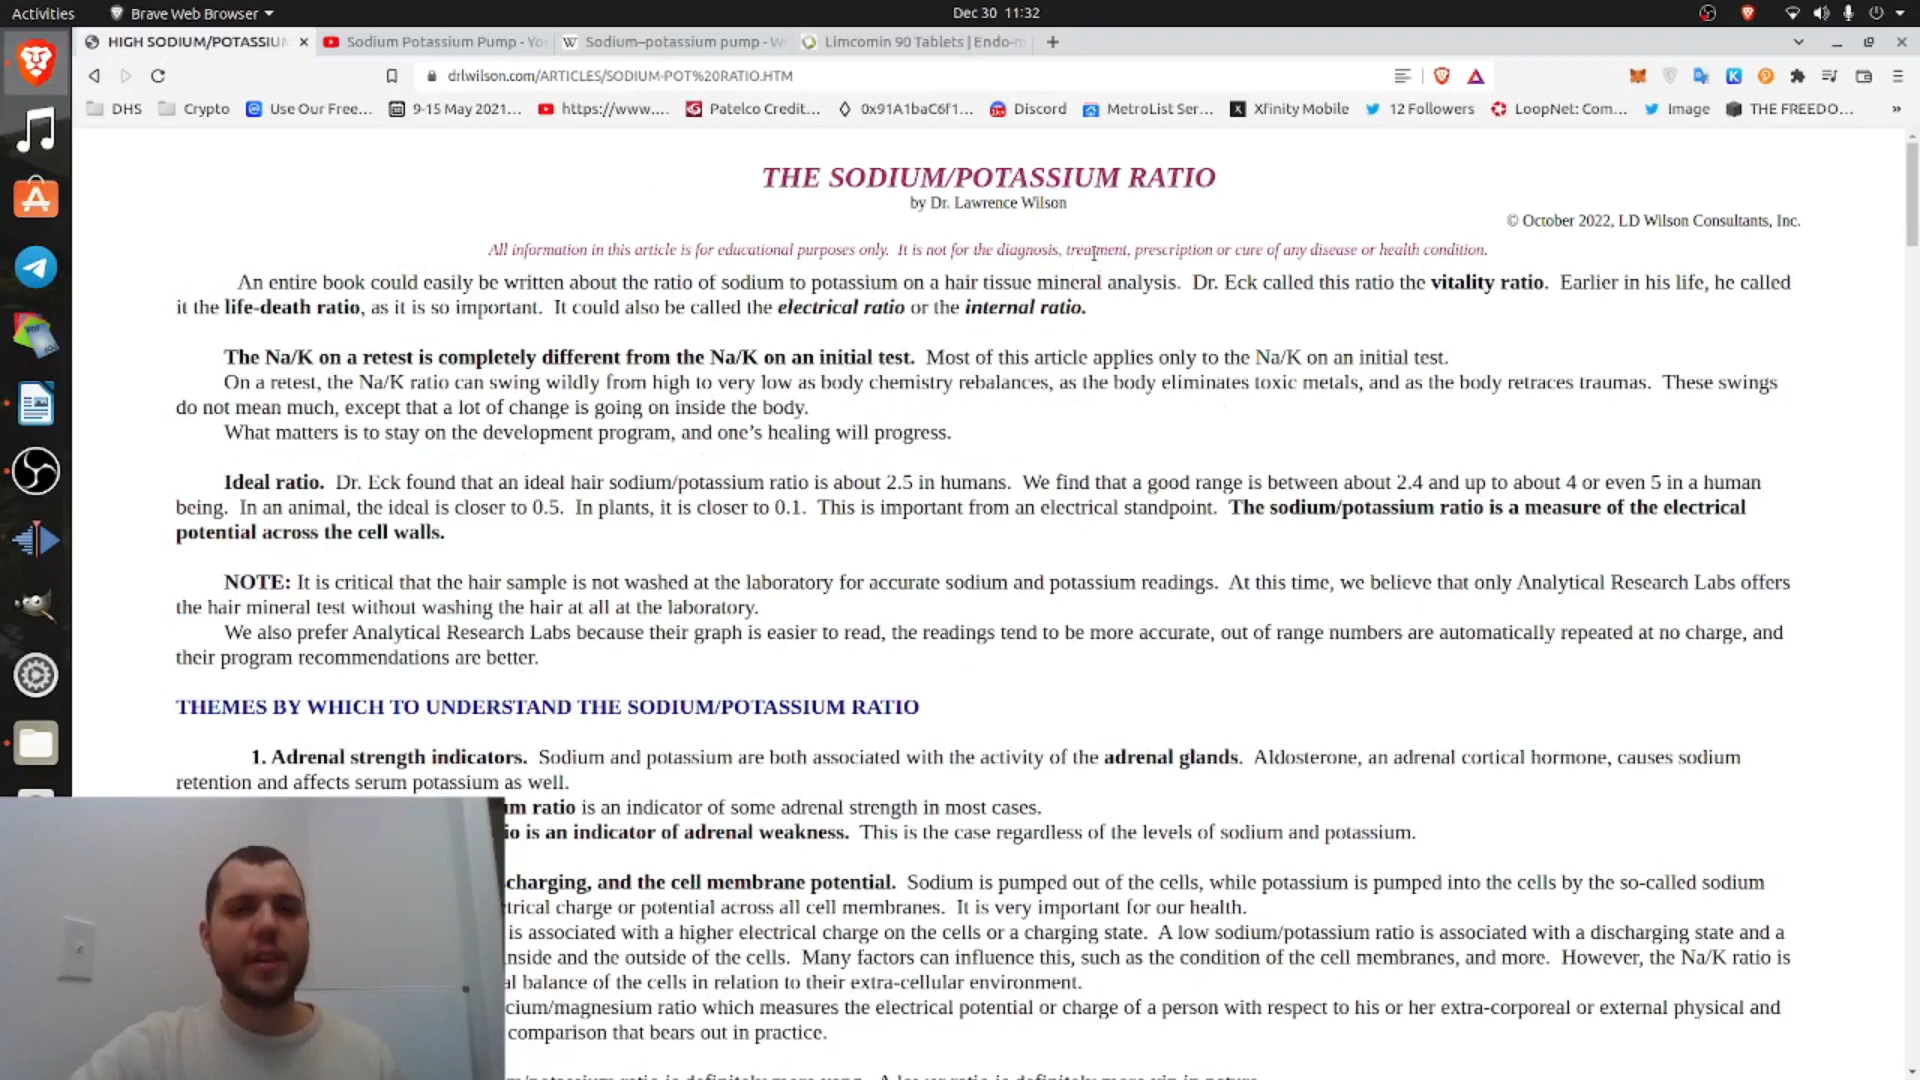 Activities
Brave Web Browser
Dec 30 11:32
HIGH SODIUM/POTASSIUM
Sodium Potassium Pump - Yo
Sodium–potassium pump - W
Limcomin 90 Tablets | Endo-m
drlwilson.com/ARTICLES/SODIUM-POT%20RATIO.HTM
DHS
Crypto
Use Our Free...
9-15 May 2021...
https://www....
Patelco Credit...
0x91A1baC6f1...
Discord
MetroList Ser...
Xfinity Mobile
12 Followers
LoopNet: Com...
Image
THE FREEDO...
THE SODIUM/POTASSIUM RATIO
by Dr. Lawrence Wilson
© October 2022, LD Wilson Consultants, Inc.
All information in this article is for educational purposes only. It is not for the diagnosis, treatment, prescription or cure of any disease or health condition.
An entire book could easily be written about the ratio of sodium to potassium on a hair tissue mineral analysis. Dr. Eck called this ratio the vitality ratio. Earlier in his life, he called
it the life-death ratio, as it is so important. It could also be called the electrical ratio or the internal ratio.
The Na/K on a retest is completely different from the Na/K on an initial test. Most of this article applies only to the Na/K on an initial test.
On a retest, the Na/K ratio can swing wildly from high to very low as body chemistry rebalances, as the body eliminates toxic metals, and as the body retraces traumas. These swings
do not mean much, except that a lot of change is going on inside the body.
What matters is to stay on the development program, and one's healing will progress.
Ideal ratio. Dr. Eck found that an ideal hair sodium/potassium ratio is about 2.5 in humans. We find that a good range is between about 2.4 and up to about 4 or even 5 in a human
being. In an animal, the ideal is closer to 0.5. In plants, it is closer to 0.1. This is important from an electrical standpoint. The sodium/potassium ratio is a measure of the electrical
potential across the cell walls.
NOTE: It is critical that the hair sample is not washed at the laboratory for accurate sodium and potassium readings. At this time, we believe that only Analytical Research Labs offers
the hair mineral test without washing the hair at all at the laboratory.
We also prefer Analytical Research Labs because their graph is easier to read, the readings tend to be more accurate, out of range numbers are automatically repeated at no charge, and
their program recommendations are better.
THEMES BY WHICH TO UNDERSTAND THE SODIUM/POTASSIUM RATIO
1. Adrenal strength indicators. Sodium and potassium are both associated with the activity of the adrenal glands. Aldosterone, an adrenal cortical hormone, causes sodium
retention and affects serum potassium as well.
m ratio is an indicator of some adrenal strength in most cases.
io is an indicator of adrenal weakness. This is the case regardless of the levels of sodium and potassium.
charging, and the cell membrane potential. Sodium is pumped out of the cells, while potassium is pumped into the cells by the so-called sodium
trical charge or potential across all cell membranes. It is very important for our health.
is associated with a higher electrical charge on the cells or a charging state. A low sodium/potassium ratio is associated with a discharging state and a
nside and the outside of the cells. Many factors can influence this, such as the condition of the cell membranes, and more. However, the Na/K ratio is
al balance of the cells in relation to their extra-cellular environment.
cium/magnesium ratio which measures the electrical potential or charge of a person with respect to his or her extra-corporeal or external physical and
comparison that bears out in practice.